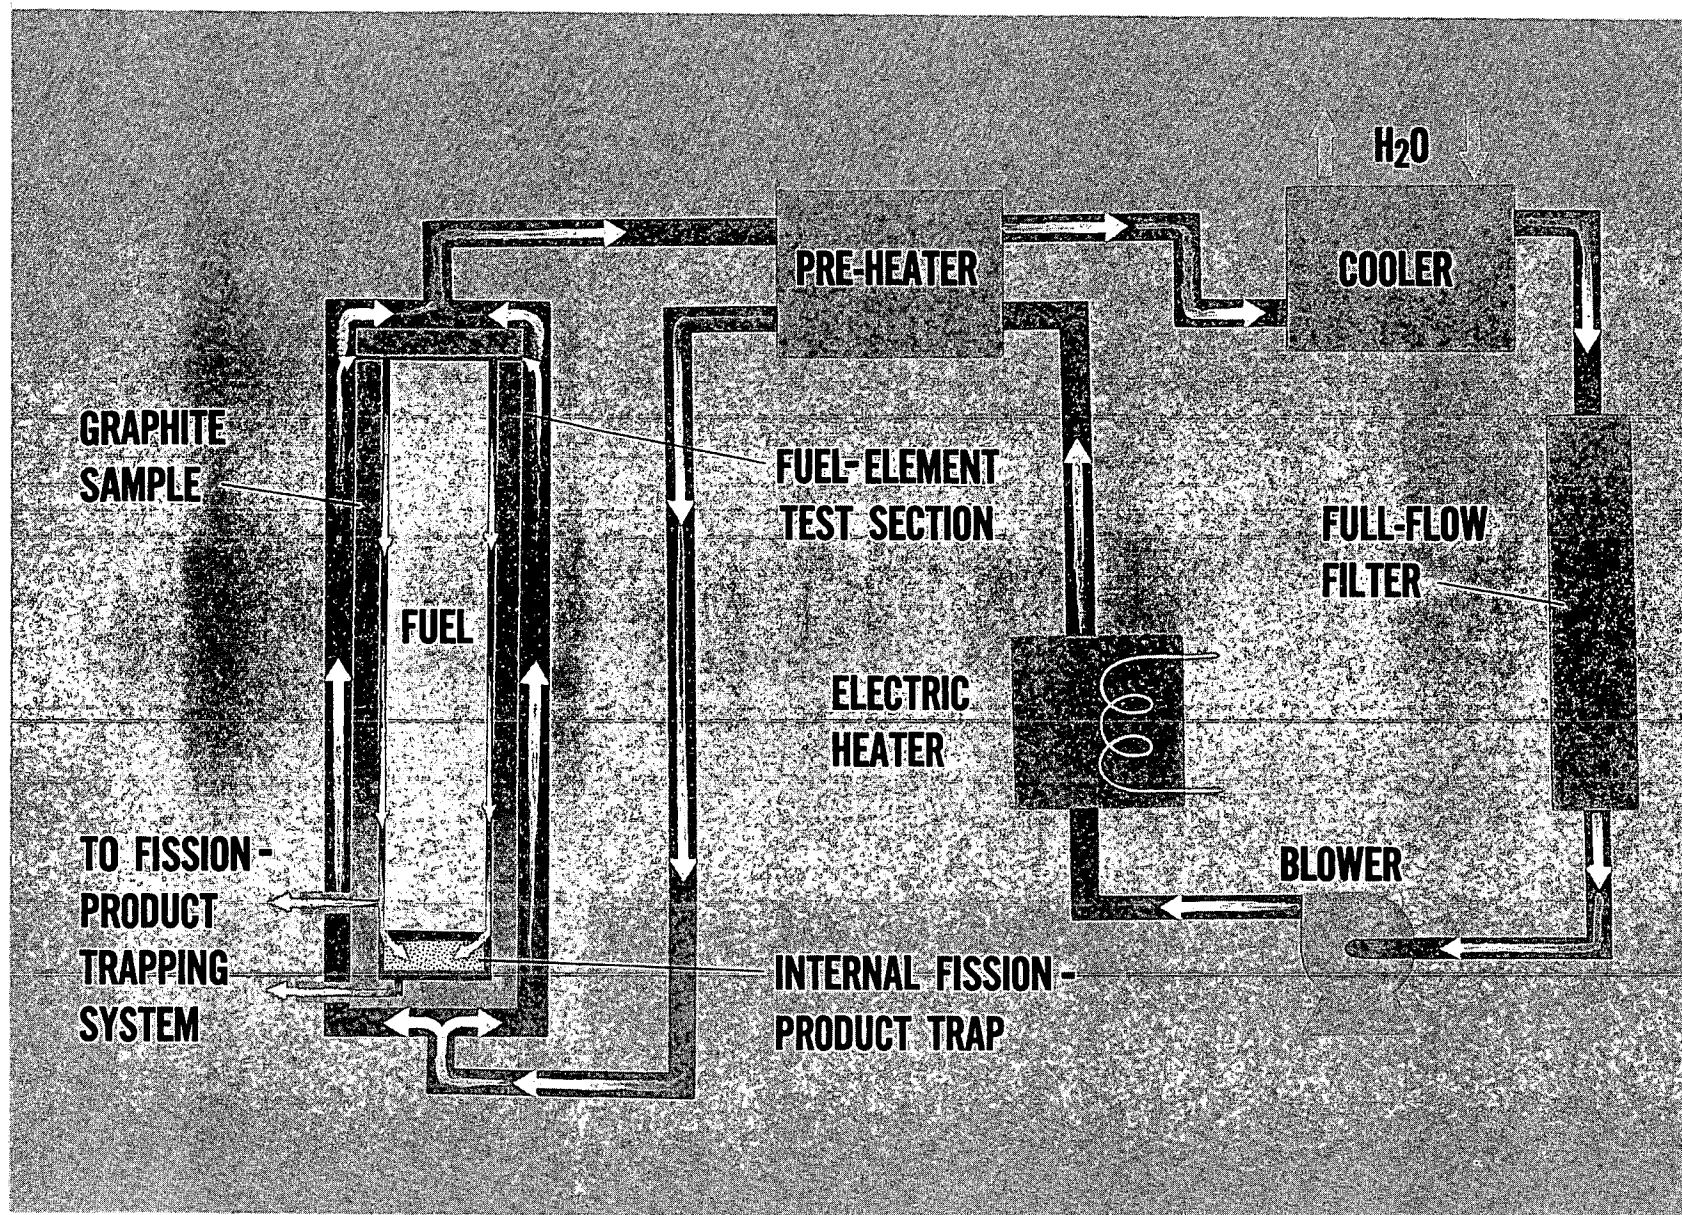 H2O
PRE-HEATER
COOLER
GRAPHITE
SAMPLE
FUEL-ELEMENT
TEST SECTION
FULL-FLOW
FILTER
FUEL
ELECTRIC
HEATER
TO FISSION-
PRODUCT
TRAPPING
SYSTEM
BLOWER
INTERNAL FISSION-
PRODUCT TRAP